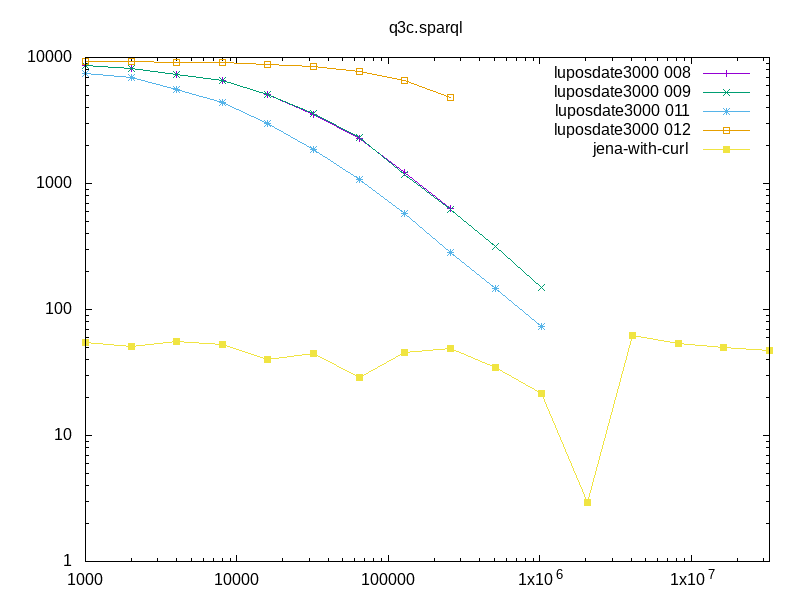 q3c.sparql
10000
1000
100
10
1
1000
10000
100000
1x10^6
1x10^7
luposdate3000 008
luposdate3000 009
luposdate3000 011
luposdate3000 012
jena-with-curl